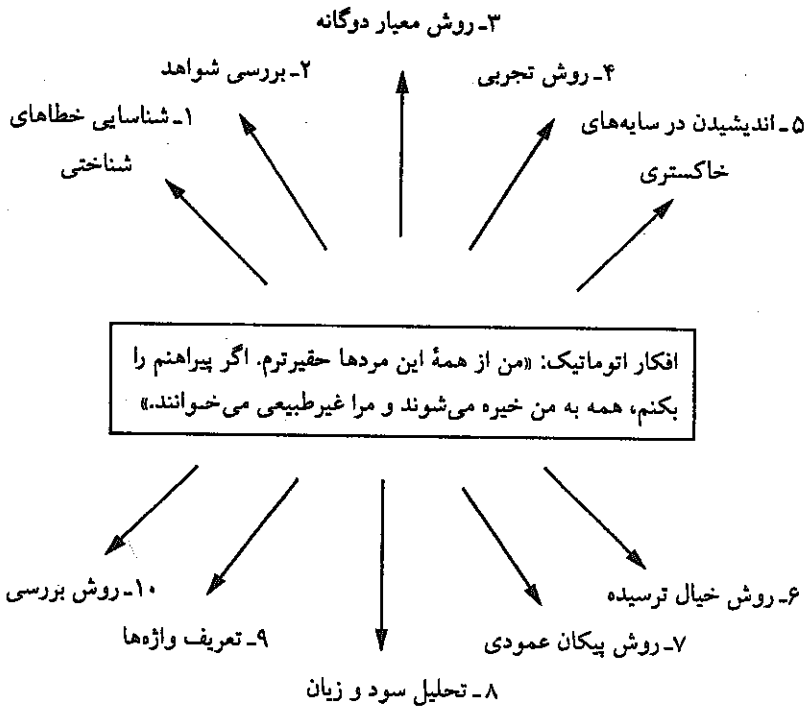 ۳ـ روش معیار دوگانه
۲ـ بررسی شواهد
۴ـ روش تجربی
۱ـ شناسایی خطاهای
شناختی
۵ـ اندیشیدن در سایه‌های
خاکستری
افکار اتوماتیک: «من از همهٔ این مردها حقیرترم. اگر پیراهنم را
بکنم، همه به من خیره می‌شوند و مرا غیرطبیعی می‌خوانند.»
۶ـ روش خیال ترسیده
۱۰ـ روش بررسی
۷ـ روش پیکان عمودی
۹ـ تعریف واژه‌ها
۸ـ تحلیل سود و زیان